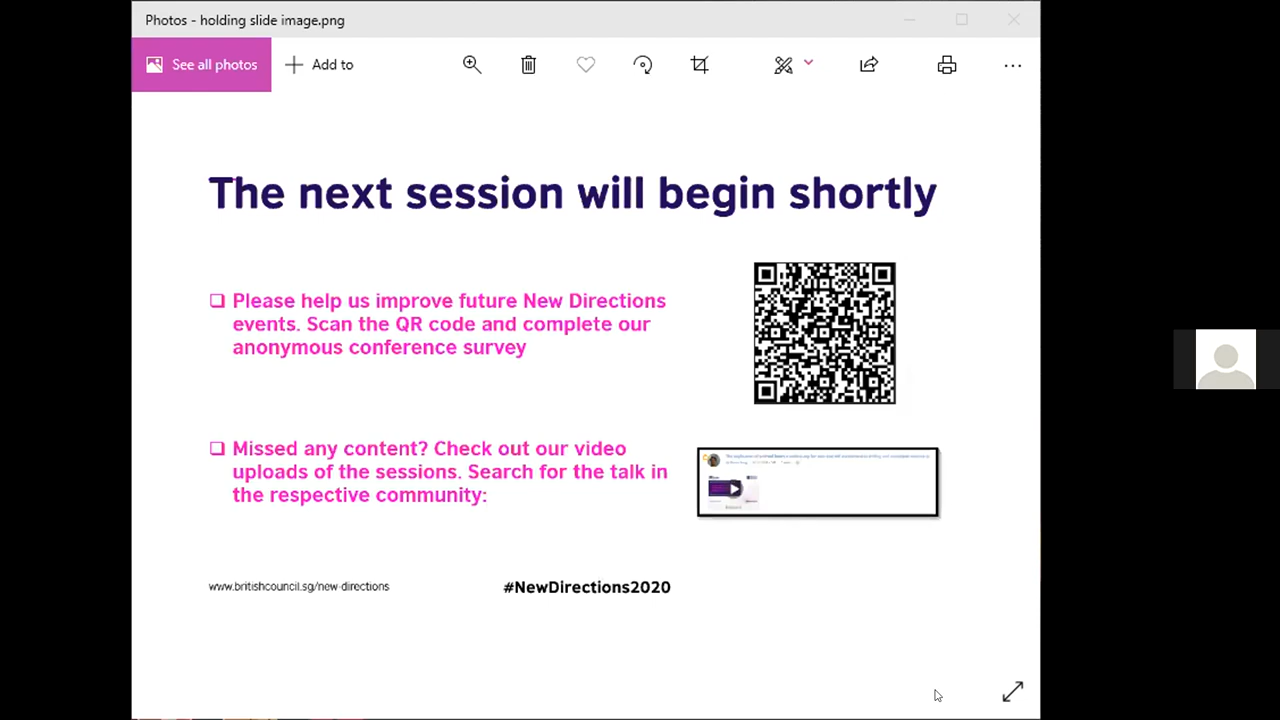 Photos - holding slide image.png
See all photos
Add to
The next session will begin shortly
Please help us improve future New Directions
events. Scan the QR code and complete our
anonymous conference survey
Missed any content? Check out our video
uploads of the sessions. Search for the talk in
the respective community:
www.britishcouncil.sg/new-directions
#NewDirections2020